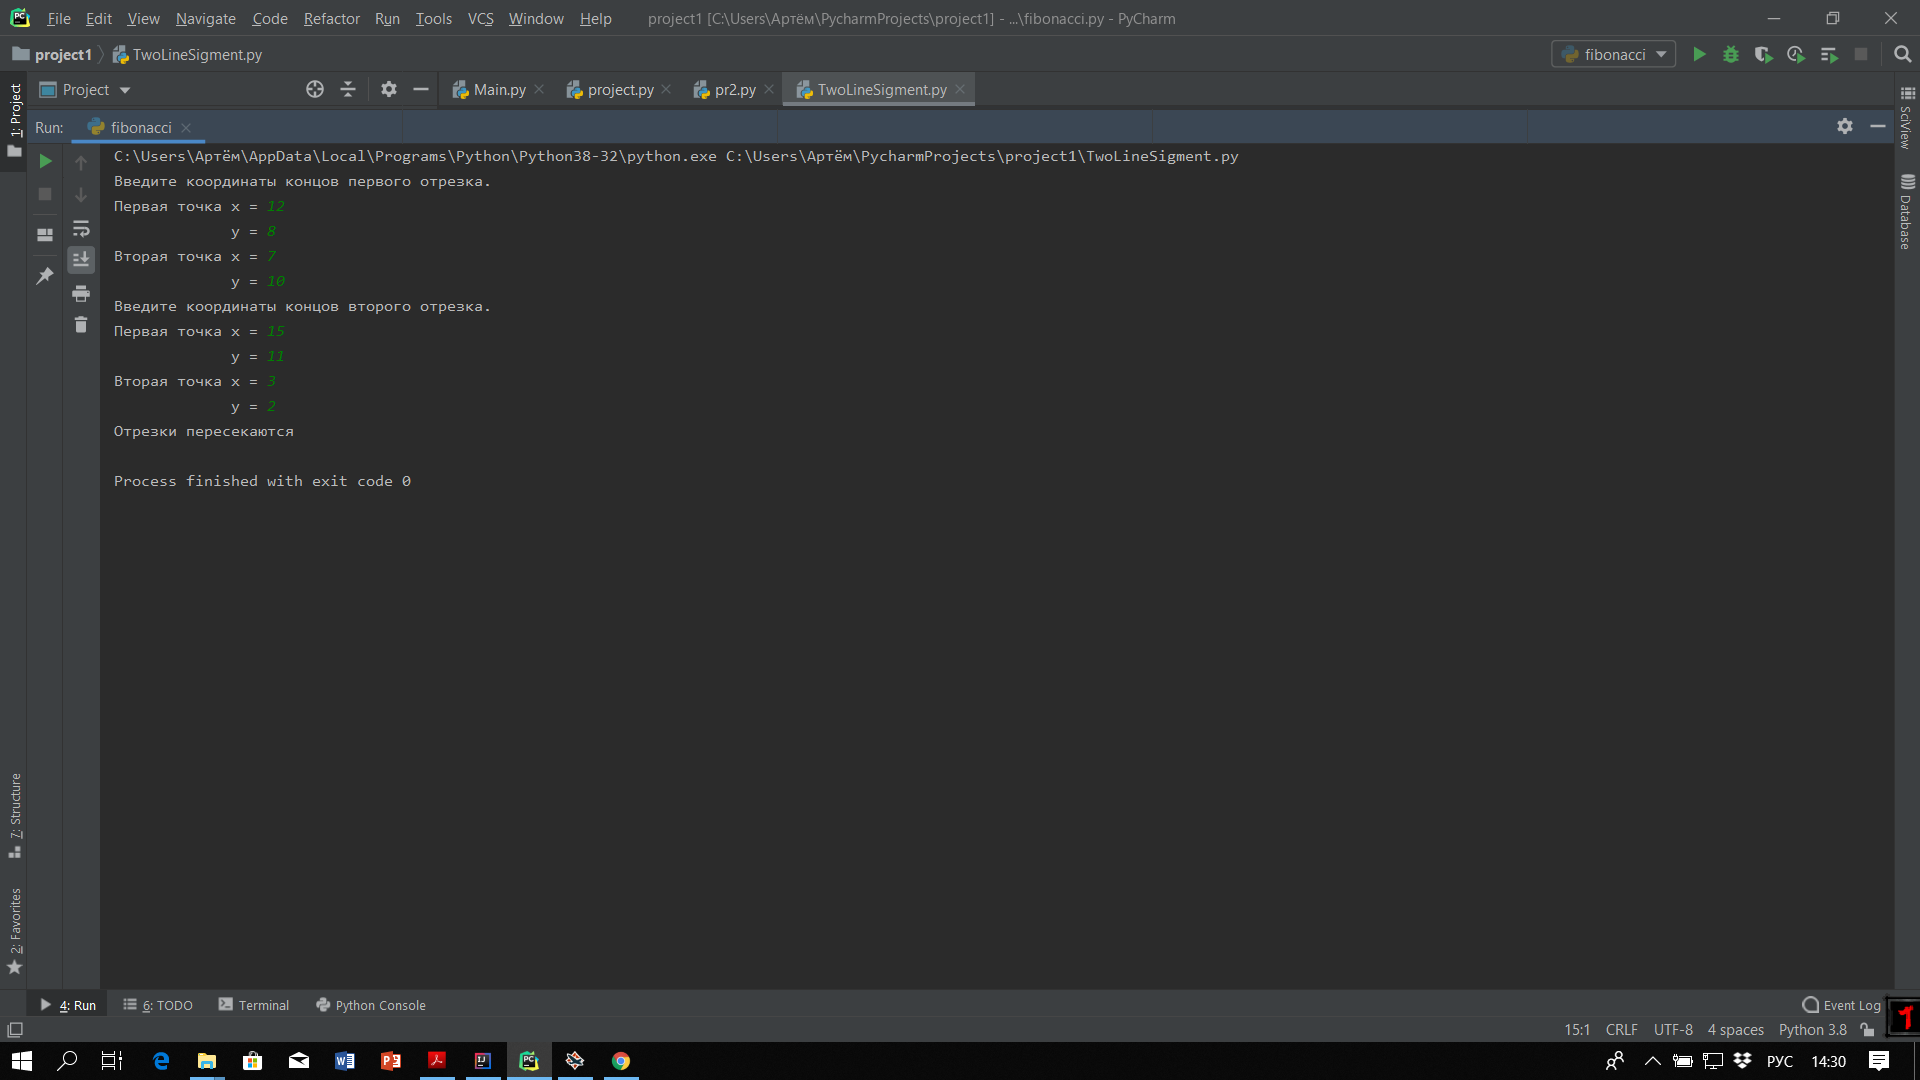 File Edit View Navigate Code Refactor Run Tools VCS Window Help project1 [C:\Users\Артём\PycharmProjects\project1] - ...\fibonacci.py - PyCharm
project1 TwoLineSigment.py fibonacci
Project Main.py project.py pr2.py TwoLineSigment.py
Run: fibonacci
C:\Users\Артём\AppData\Local\Programs\Python\Python38-32\python.exe C:\Users\Артём\PycharmProjects\project1\TwoLineSigment.py
Введите координаты концов первого отрезка.
Первая точка x = 12
y = 8
Вторая точка x = 7
y = 10
Введите координаты концов второго отрезка.
Первая точка x = 15
y = 11
Вторая точка x = 3
y = 2
Отрезки пересекаются
Process finished with exit code 0
1: Project
7: Structure
2: Favorites
SciView
Database
4: Run 6: TODO Terminal Python Console Event Log
15:1 CRLF UTF-8 4 spaces Python 3.8
РУС 14:30